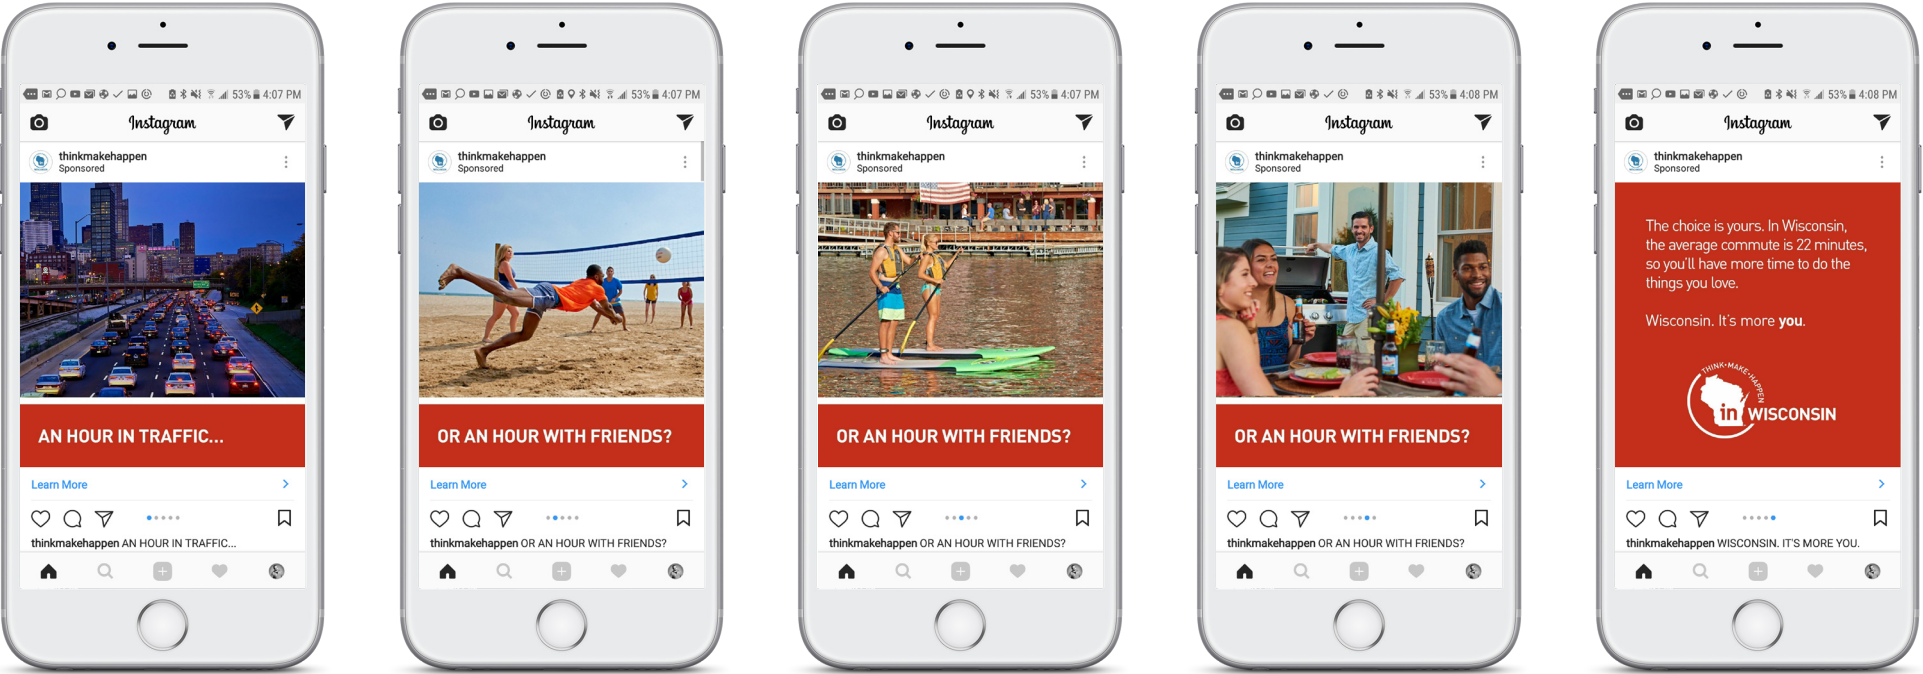 53% 4:07 PM
Instagram
thinkmakehappen
Sponsored
AN HOUR IN TRAFFIC...
Learn More
thinkmakehappen AN HOUR IN TRAFFIC...
53% 4:07 PM
Instagram
thinkmakehappen
Sponsored
OR AN HOUR WITH FRIENDS?
Learn More
thinkmakehappen OR AN HOUR WITH FRIENDS?
53% 4:07 PM
Instagram
thinkmakehappen
Sponsored
OR AN HOUR WITH FRIENDS?
Learn More
thinkmakehappen OR AN HOUR WITH FRIENDS?
53% 4:08 PM
Instagram
thinkmakehappen
Sponsored
OR AN HOUR WITH FRIENDS?
Learn More
thinkmakehappen OR AN HOUR WITH FRIENDS?
53% 4:08 PM
Instagram
thinkmakehappen
Sponsored
The choice is yours. In Wisconsin,
the average commute is 22 minutes,
so you'll have more time to do the
things you love.
Wisconsin. It's more you.
THINK•MAKE•HAPPEN
in WISCONSIN
Learn More
thinkmakehappen WISCONSIN. IT'S MORE YOU.